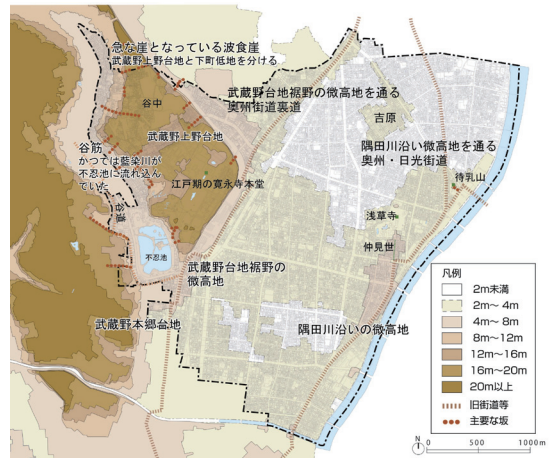 急な崖となっている波食崖
武蔵野上野台地と下町低地を分ける
谷中
武蔵野台地裾野の微高地を通る
奥州街道裏道
吉原
武蔵野上野台地
隅田川沿い微高地を通る
奥州・日光街道
谷筋
かつては藍染川が
不忍池に流れ込ん
でいた
江戸期の寛永寺本堂
待乳山
谷道
浅草寺
仲見世
不忍池
武蔵野台地裾野の
微高地
武蔵野本郷台地
隅田川沿いの微高地
凡例
2m未満
2m〜 4m
4m〜 8m
8m〜12m
12m〜16m
16m〜20m
20m以上
旧街道等
主要な坂
N
0 500 1000m